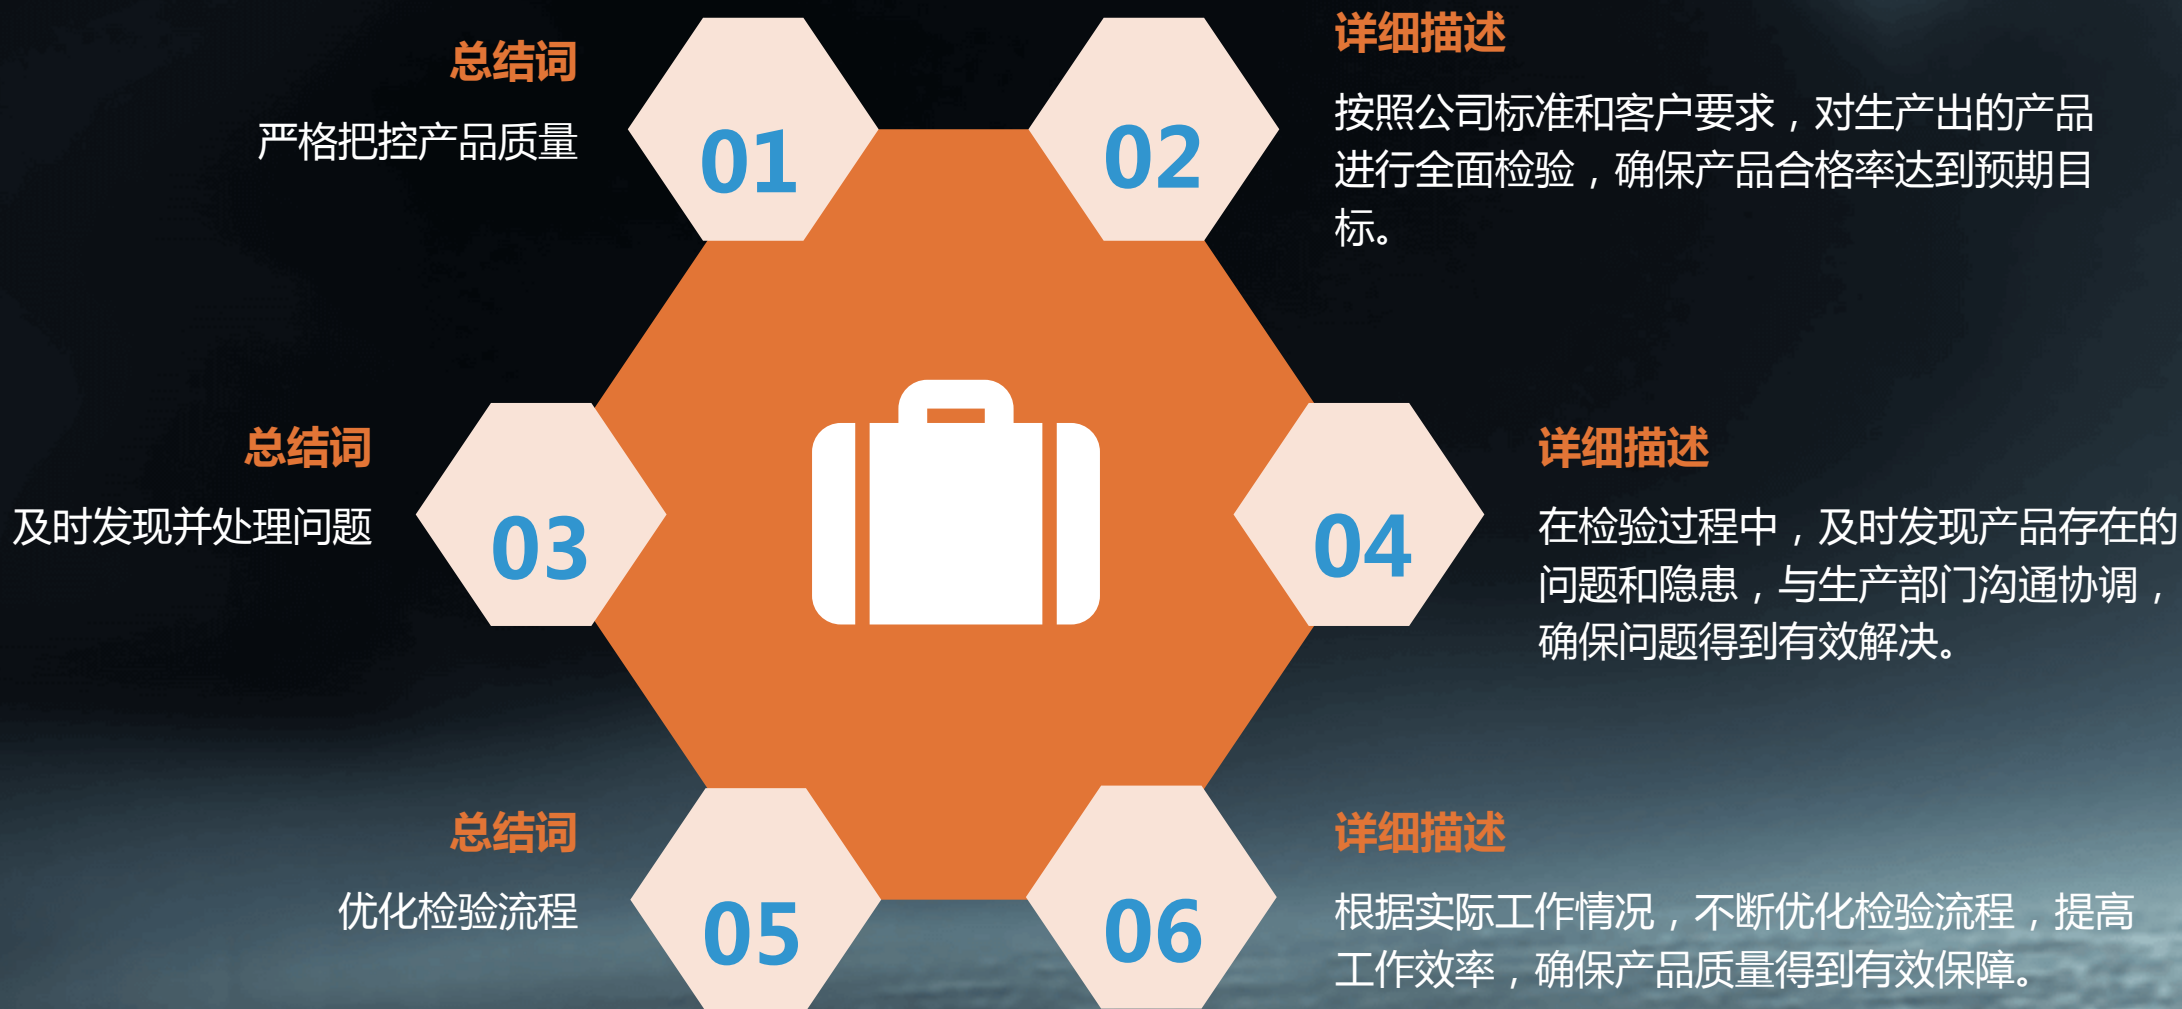 总结词
严格把控产品质量
01
02
详细描述
按照公司标准和客户要求，对生产出的产品
进行全面检验，确保产品合格率达到预期目
标。
总结词
及时发现并处理问题
03
04
详细描述
在检验过程中，及时发现产品存在的
问题和隐患，与生产部门沟通协调，
确保问题得到有效解决。
总结词
优化检验流程
05
06
详细描述
根据实际工作情况，不断优化检验流程，提高
工作效率，确保产品质量得到有效保障。